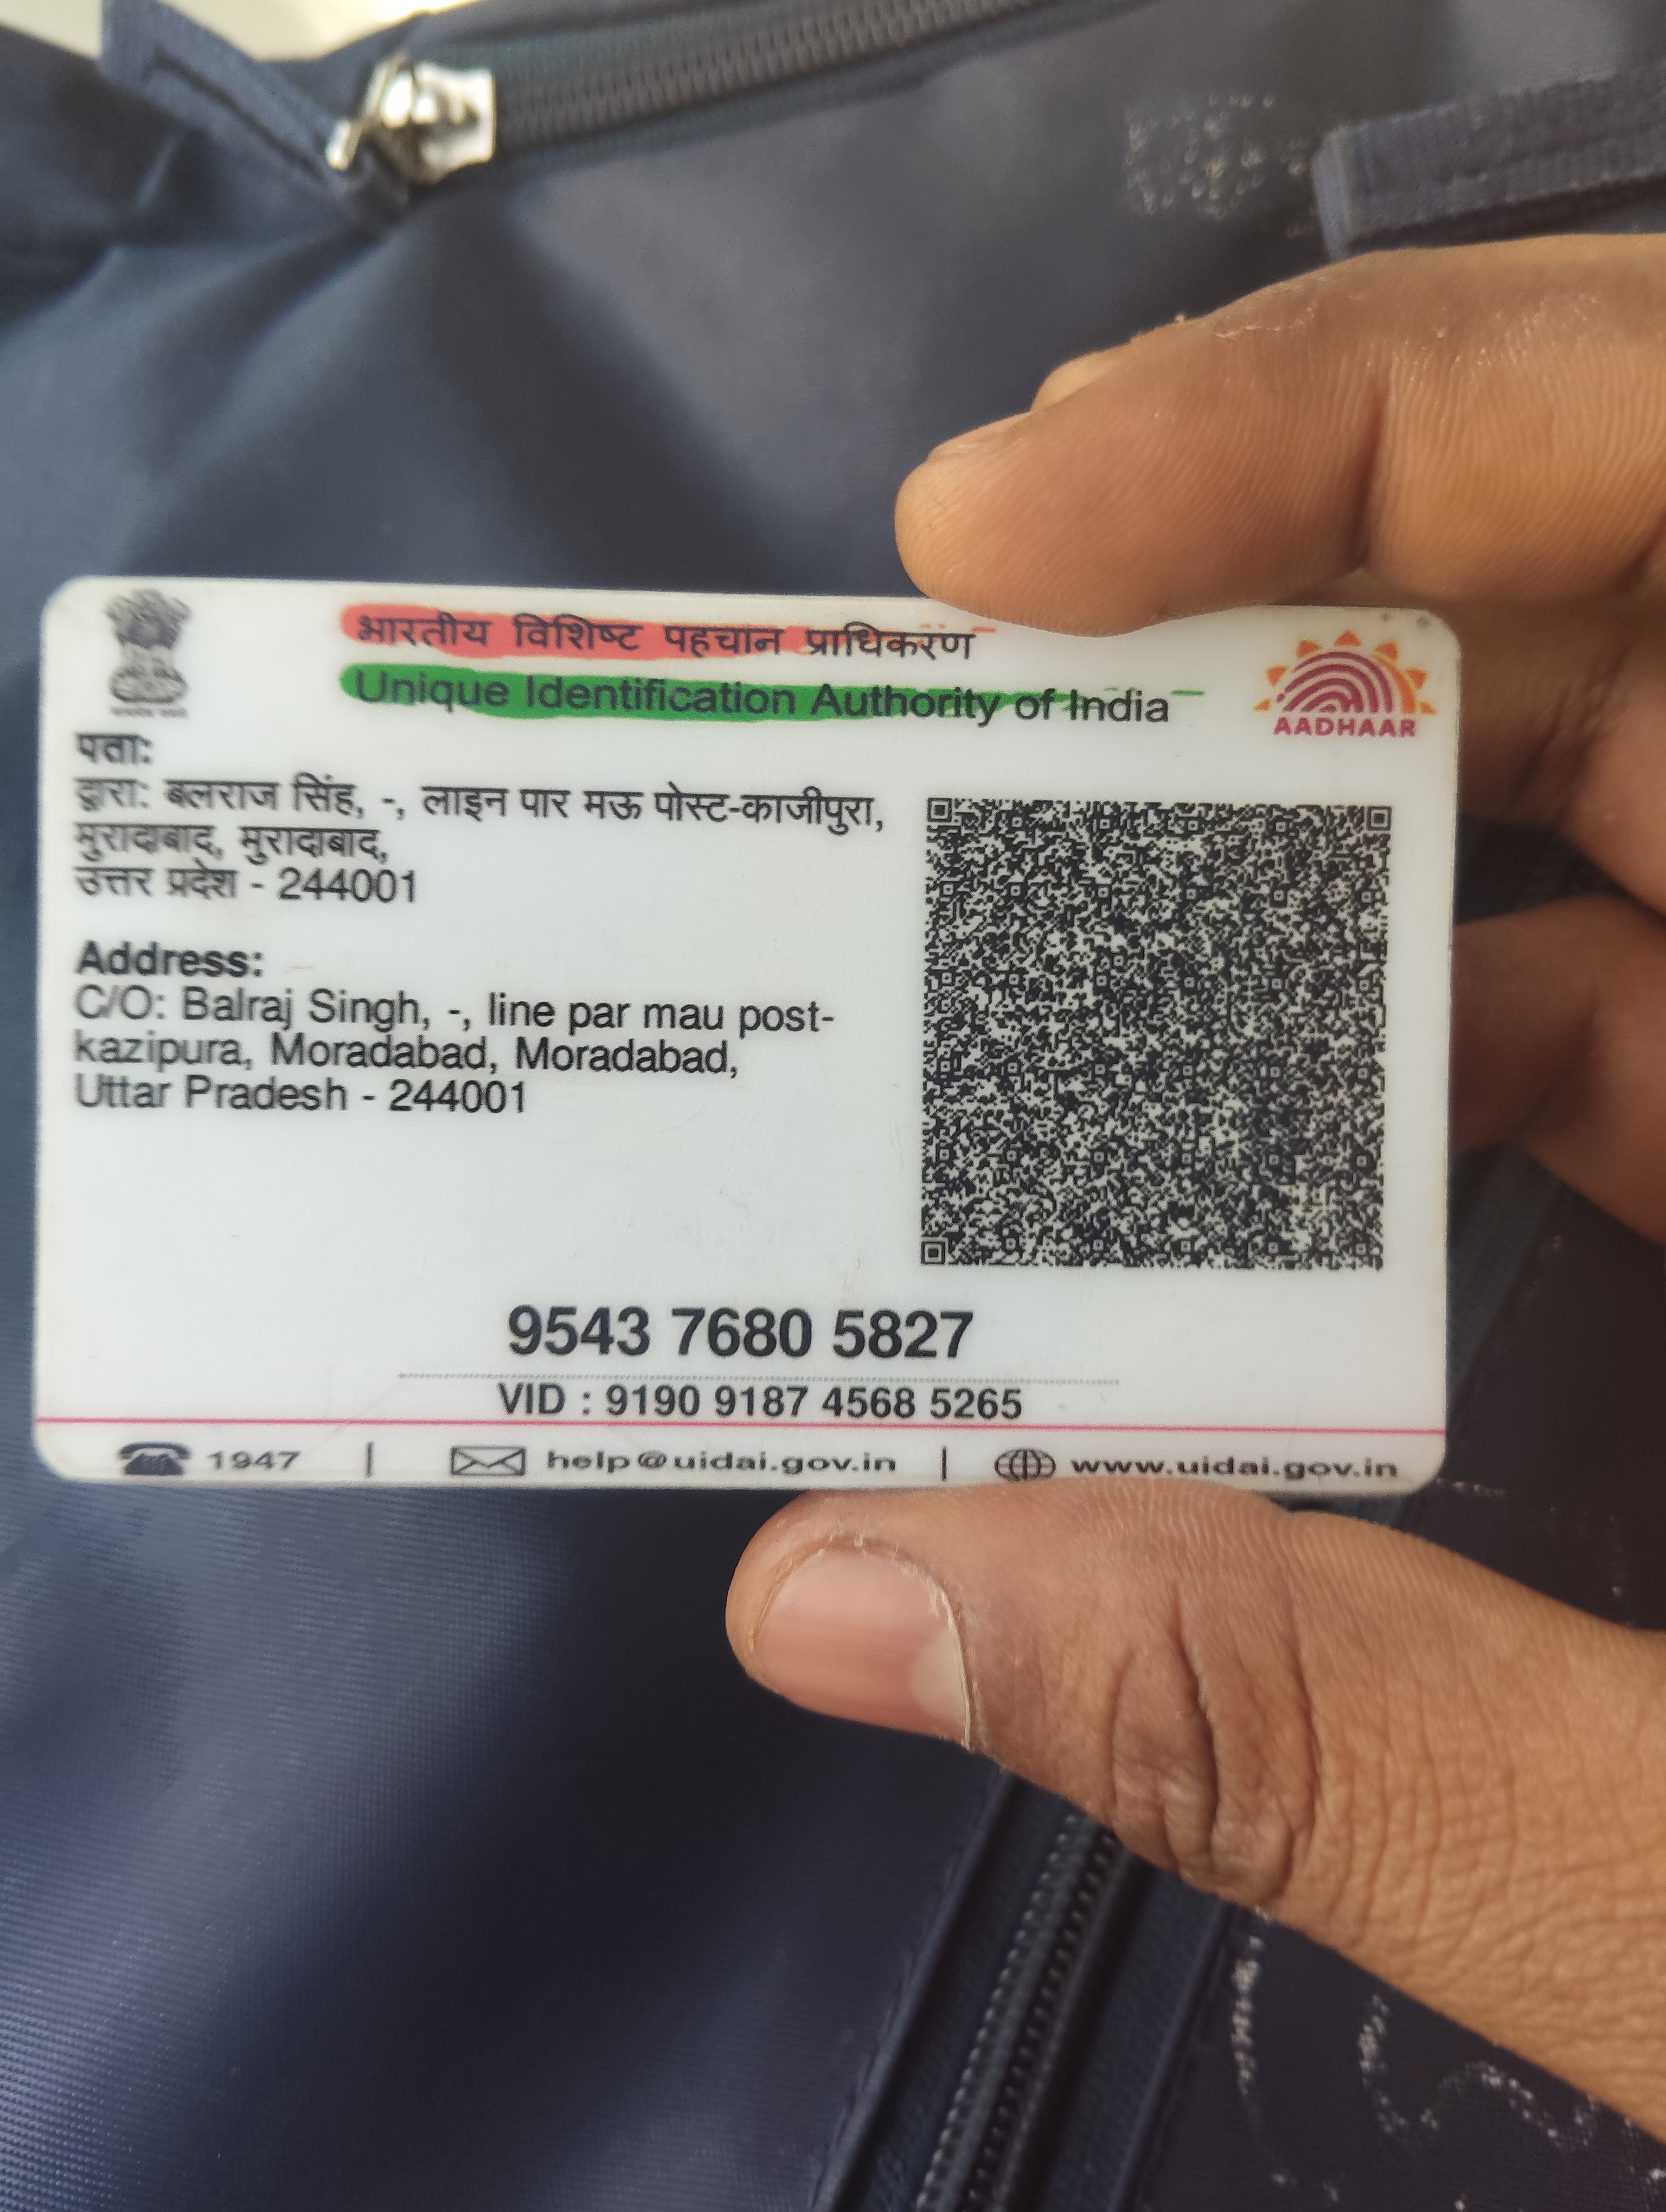 भारतीय विशिष्ट पहचान प्राधिकरण
Unique Identification Authority of India
AADHAAR
पता:
द्वारा: बलराज सिंह, -, लाइन पार मऊ पोस्ट-काजीपुरा,
मुरादाबाद, मुरादाबाद,
उत्तर प्रदेश - 244001
Address:
C/O: Balraj Singh, -, line par mau post-
kazipura, Moradabad, Moradabad,
Uttar Pradesh - 244001
9543 7680 5827
VID : 9190 9187 4568 5265
1947 | help@uidai.gov.in | www.uidai.gov.in